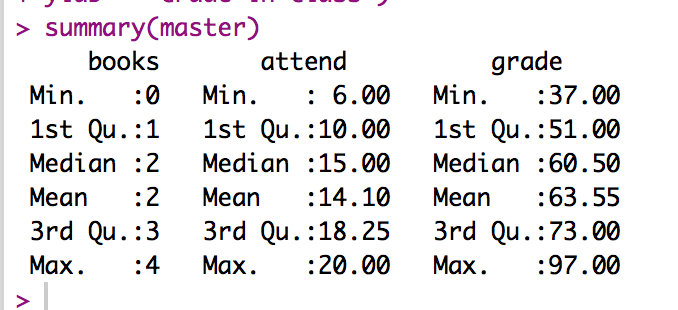 > summary(master)
books attend grade
Min. :0 Min. : 6.00 Min. :37.00
1st Qu.:1 1st Qu.:10.00 1st Qu.:51.00
Median :2 Median :15.00 Median :60.50
Mean :2 Mean :14.10 Mean :63.55
3rd Qu.:3 3rd Qu.:18.25 3rd Qu.:73.00
Max. :4 Max. :20.00 Max. :97.00
>